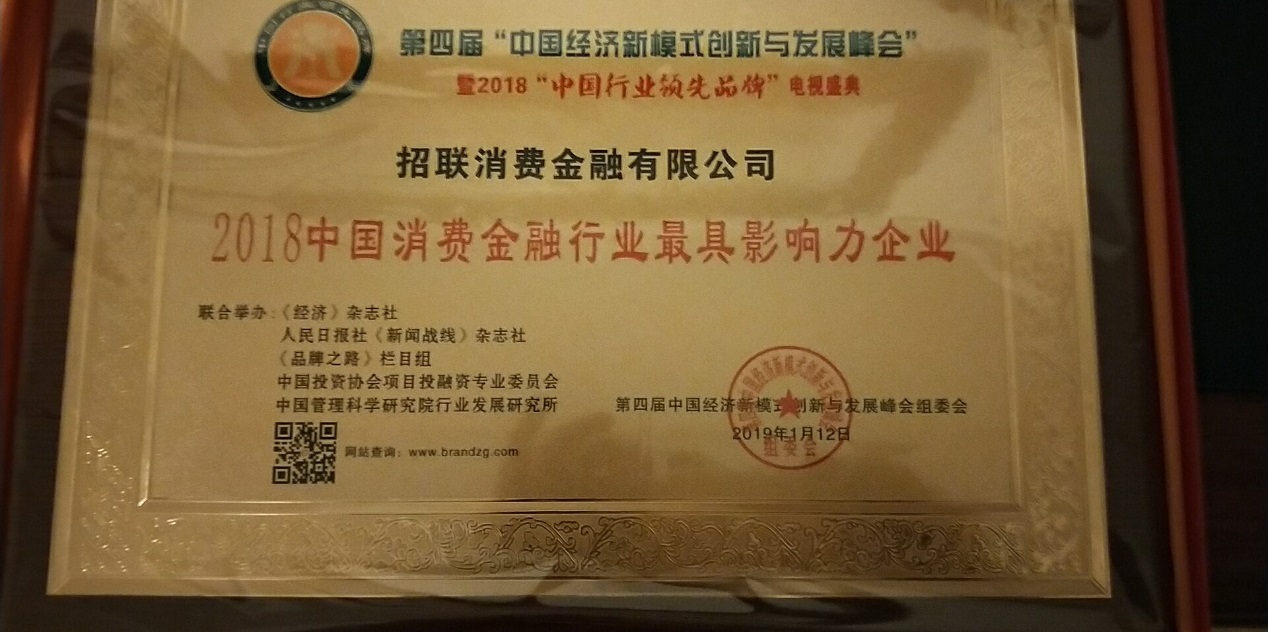 第四届“中国经济新模式创新与发展峰会”
暨2018“中国行业领先品牌”电视盛典
招联消费金融有限公司
2018中国消费金融行业最具影响力企业
联合举办:《经济》杂志社
人民日报社《新闻战线》杂志社
《品牌之路》栏目组
中国投资协会项目投融资专业委员会
中国管理科学研究院行业发展研究所
网站查询：www.brandzg.com
第四届中国经济新模式创新与发展峰会组委会
2019年1月12日
组委会